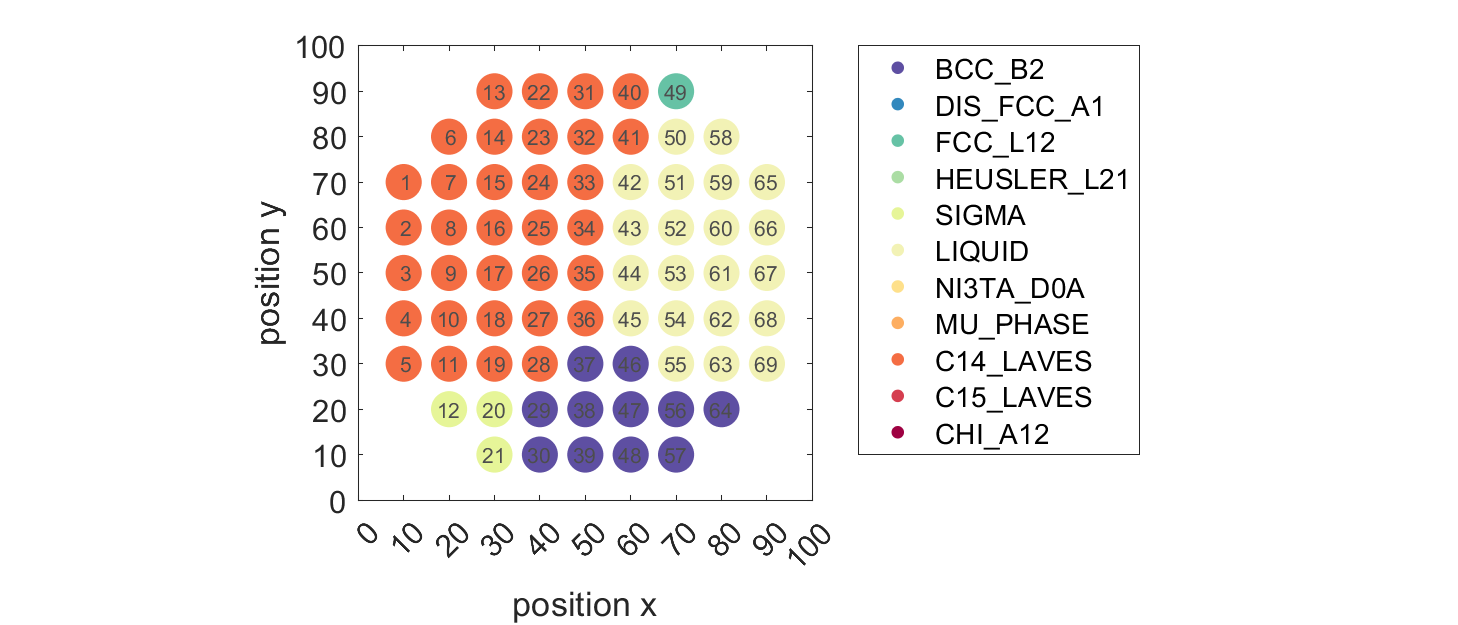 100
90
80
70
60
50
40
30
20
10
0
position y
13 22 31 40 49
6 14 23 32 41 50 58
1 7 15 24 33 42 51 59 65
2 8 16 25 34 43 52 60 66
3 9 17 26 35 44 53 61 67
4 10 18 27 36 45 54 62 68
5 11 19 28 37 46 55 63 69
12 20 29 38 47 56 64
21 30 39 48 57
0 10 20 30 40 50 60 70 80 90 100
position x
BCC_B2
DIS_FCC_A1
FCC_L12
HEUSLER_L21
SIGMA
LIQUID
NI3TA_D0A
MU_PHASE
C14_LAVES
C15_LAVES
CHI_A12